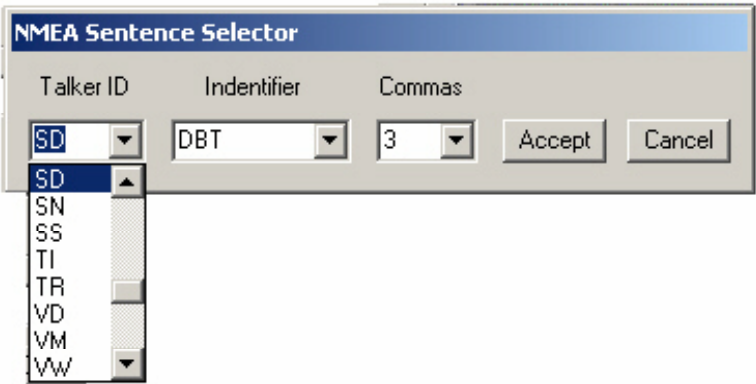 NMEA Sentence Selector
Talker ID Indentifier Commas
SD DBT 3 Accept Cancel
SD
SN
SS
TI
TR
VD
VM
VW